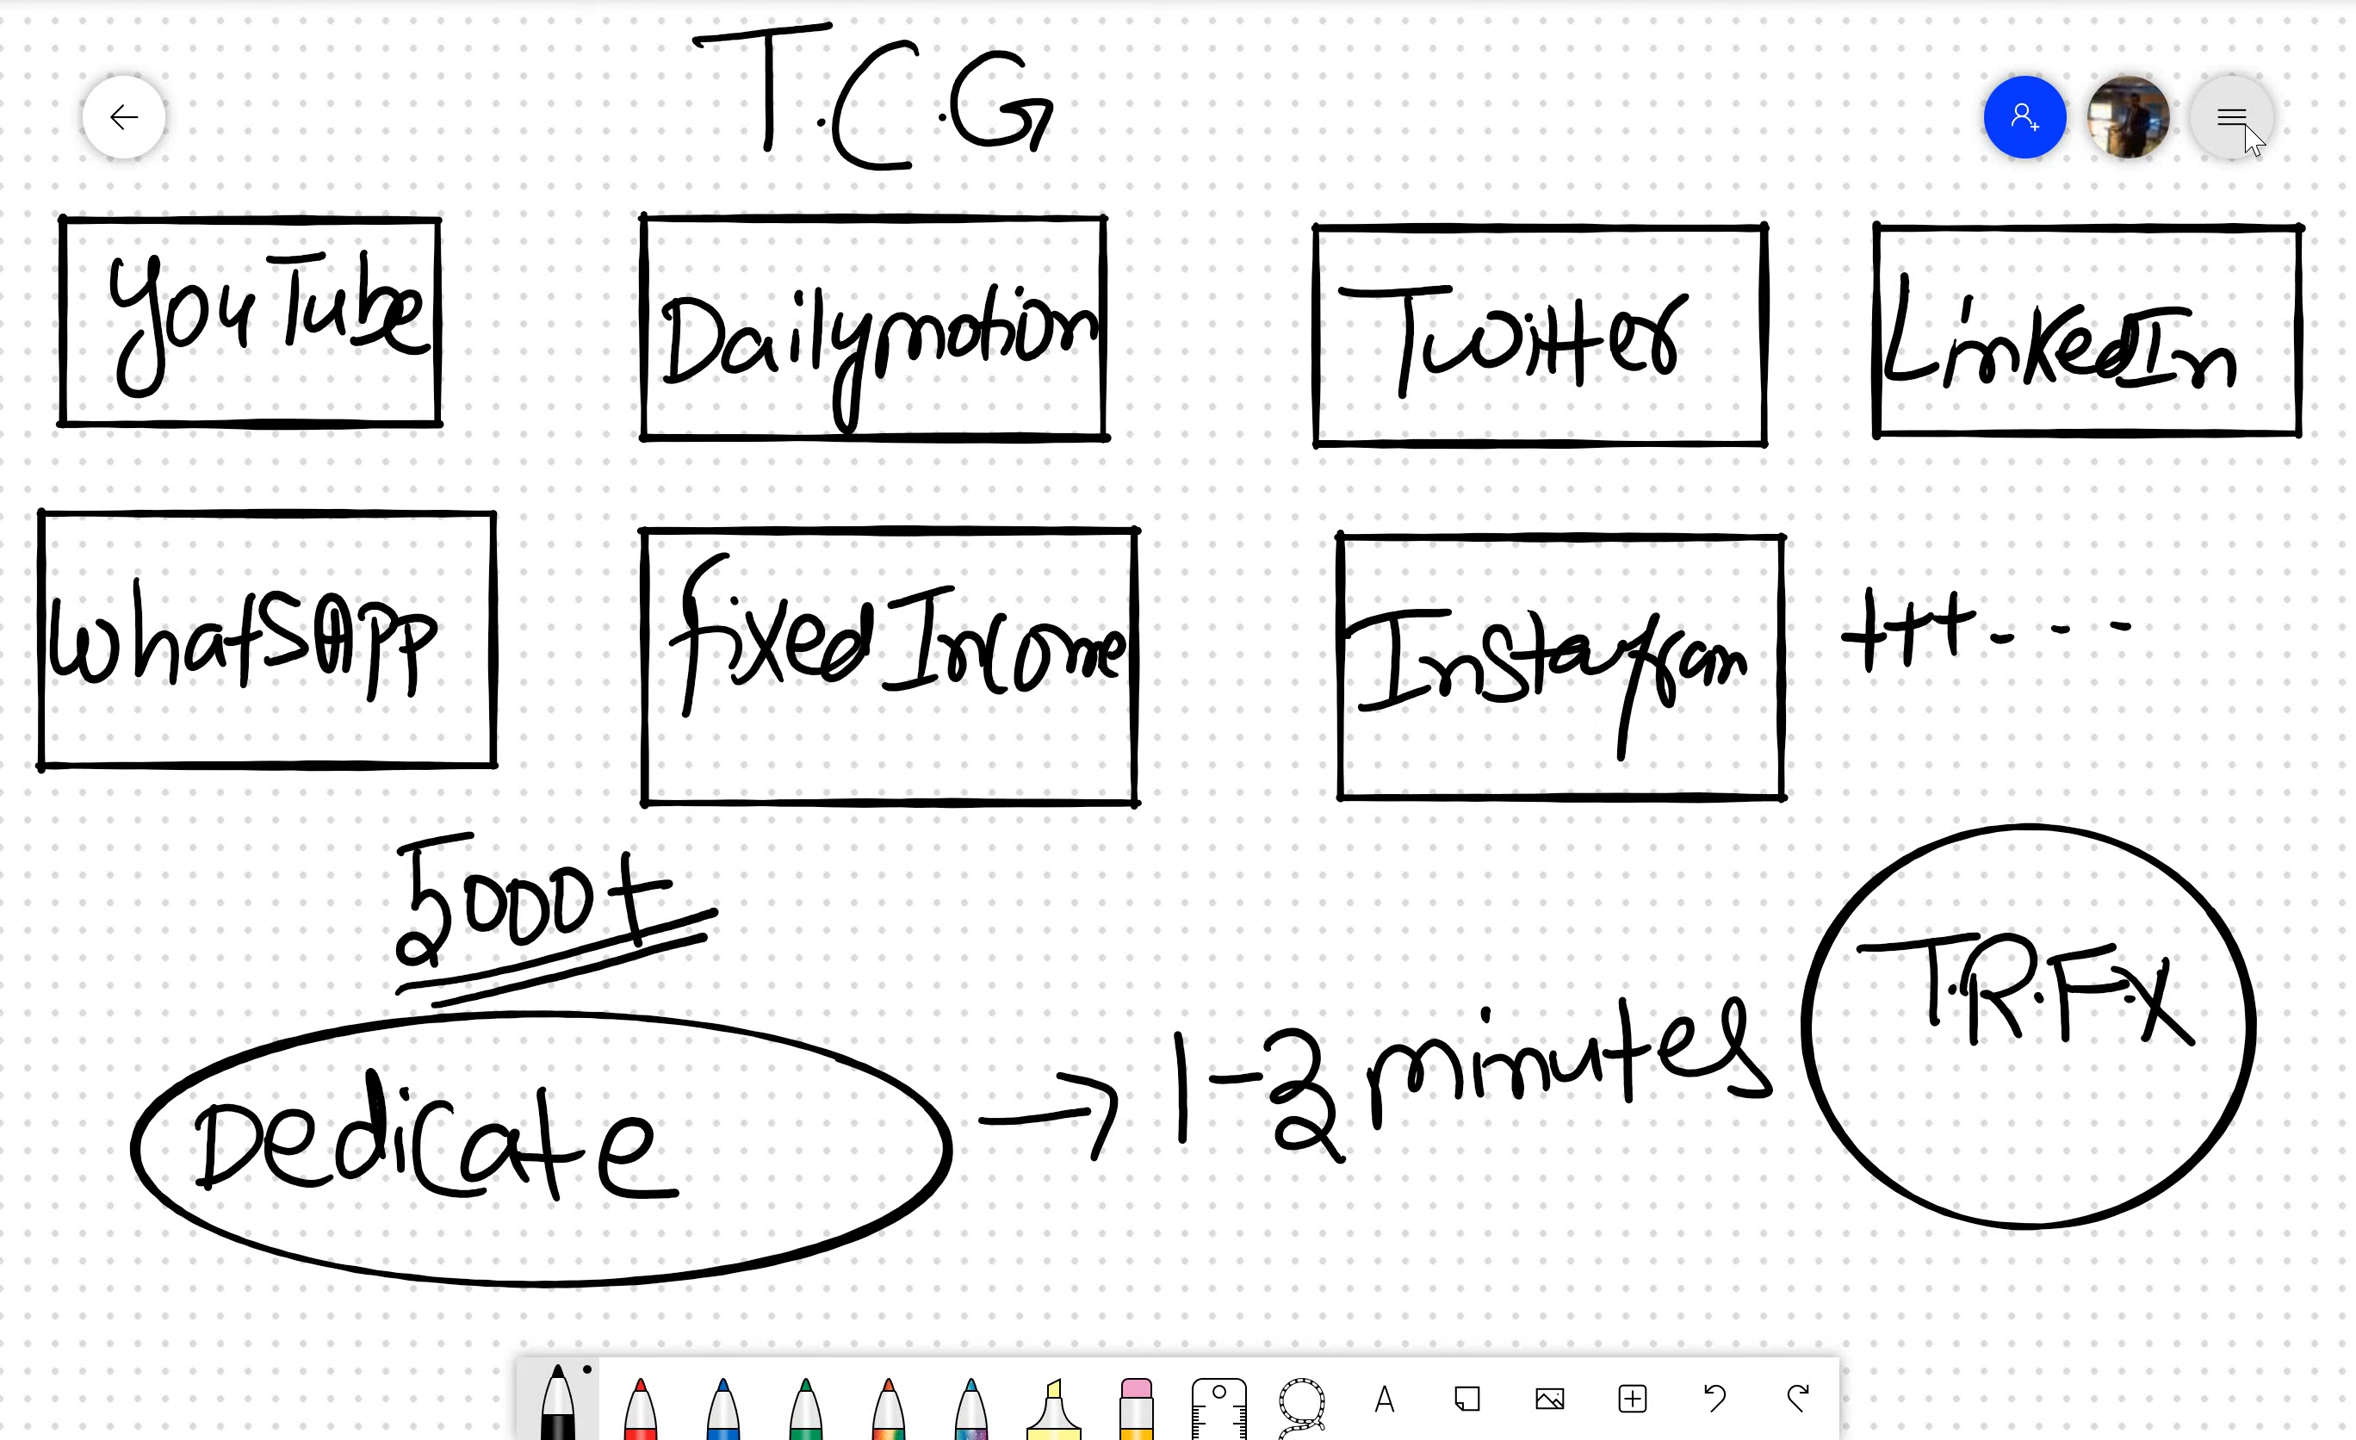 T.C.G
YouTube
Dailymotion
Twitter
LinkedIn
WhatsApp
fixed Income
Instagram
+++---
5000+
Dedicate → 1-2 minutes
T.R.F.X
A